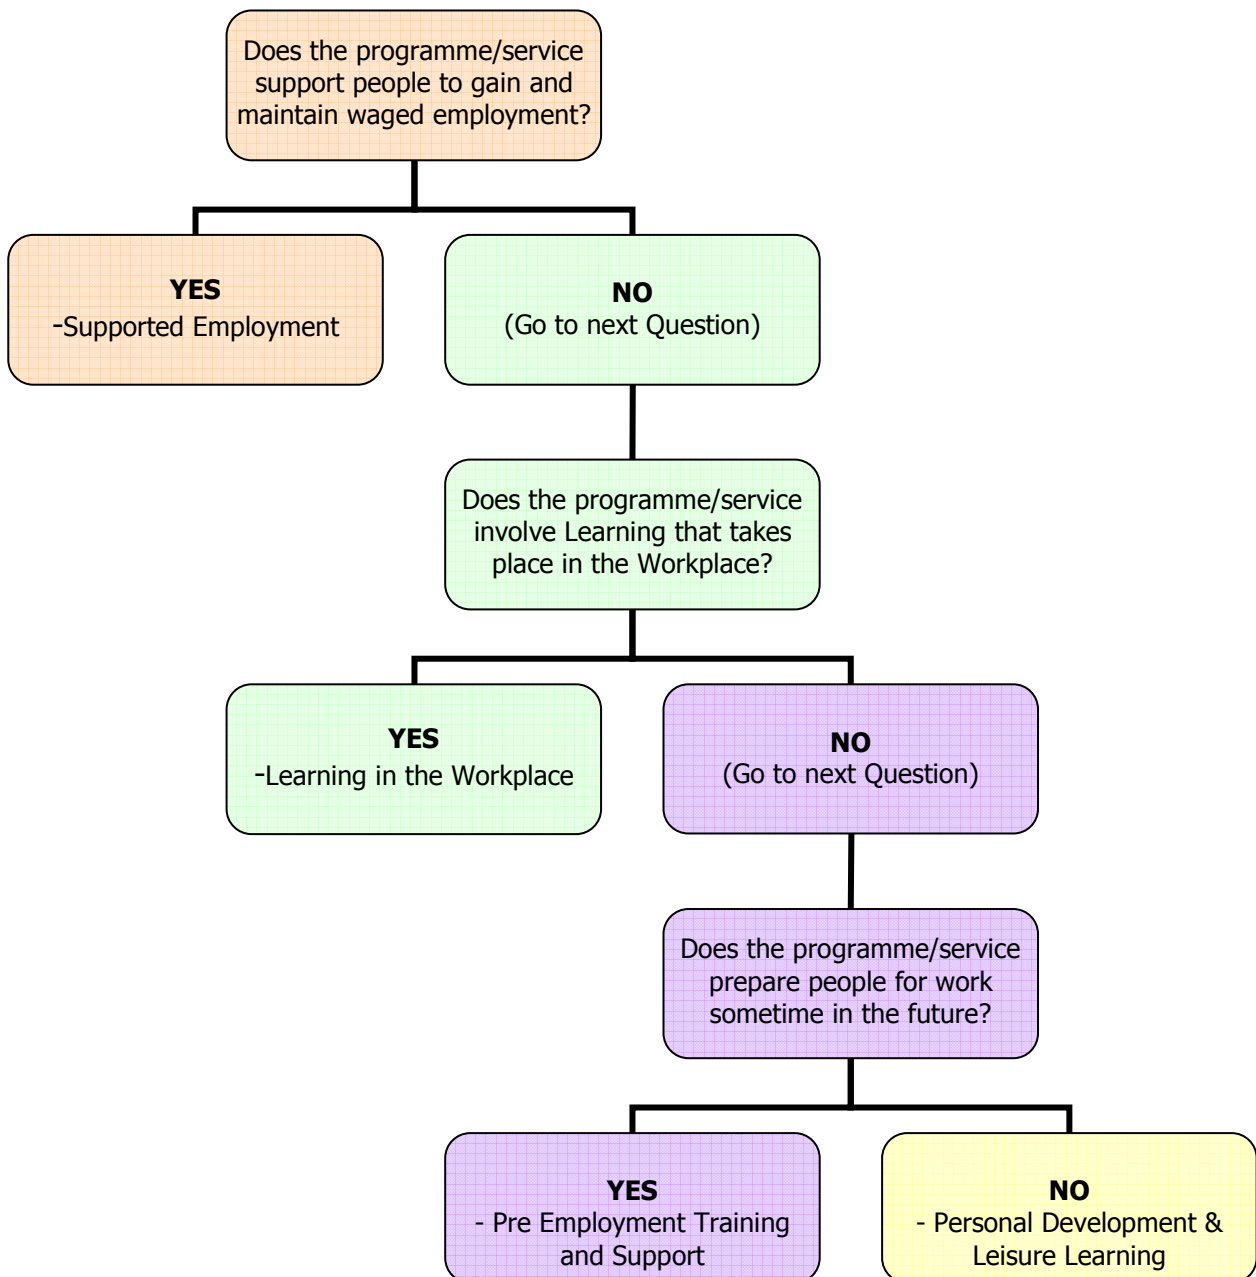 Does the programme/service
support people to gain and
maintain waged employment?
YES
-Supported Employment
NO
(Go to next Question)
Does the programme/service
involve Learning that takes
place in the Workplace?
YES
-Learning in the Workplace
NO
(Go to next Question)
Does the programme/service
prepare people for work
sometime in the future?
YES
- Pre Employment Training
and Support
NO
- Personal Development &
Leisure Learning